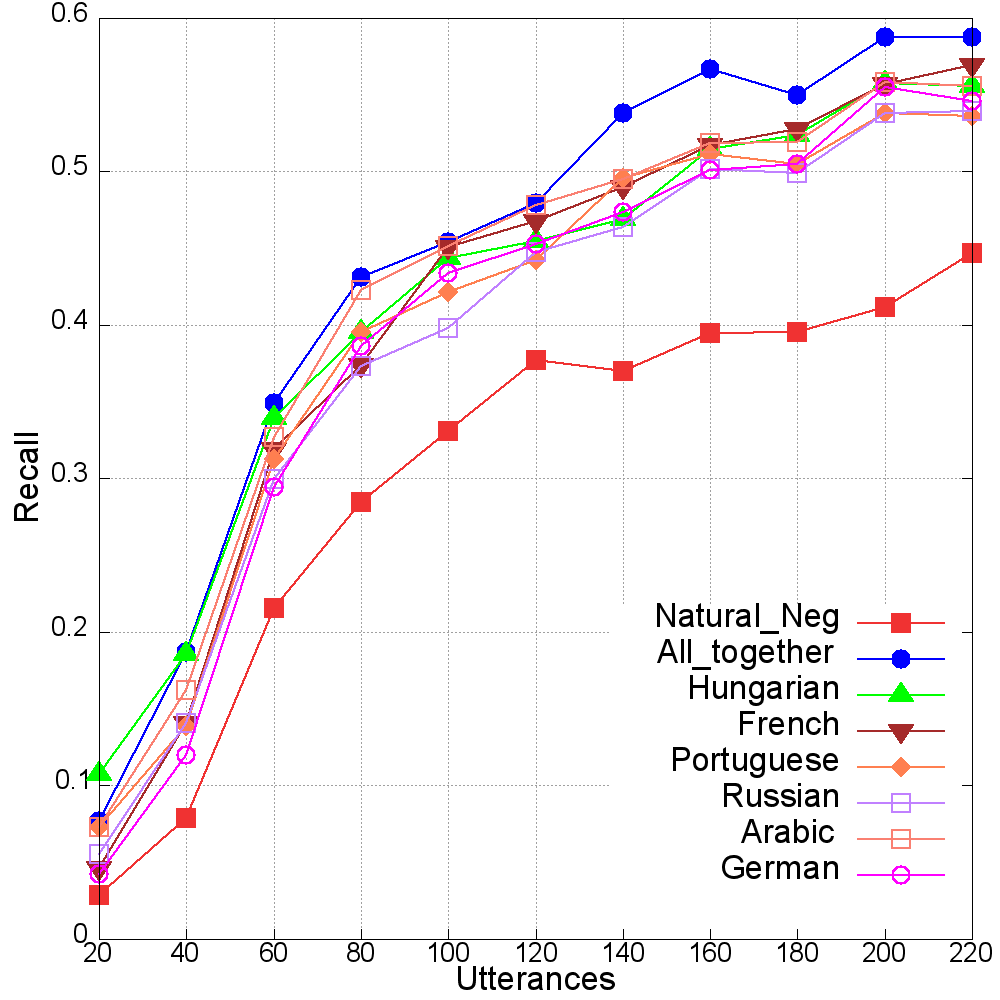 0.6
0.5
0.4
0.3
0.2
0.1
0
Recall
Natural_Neg
All_together
Hungarian
French
Portuguese
Russian
Arabic
German
20 40 60 80 100 120 140 160 180 200 220
Utterances